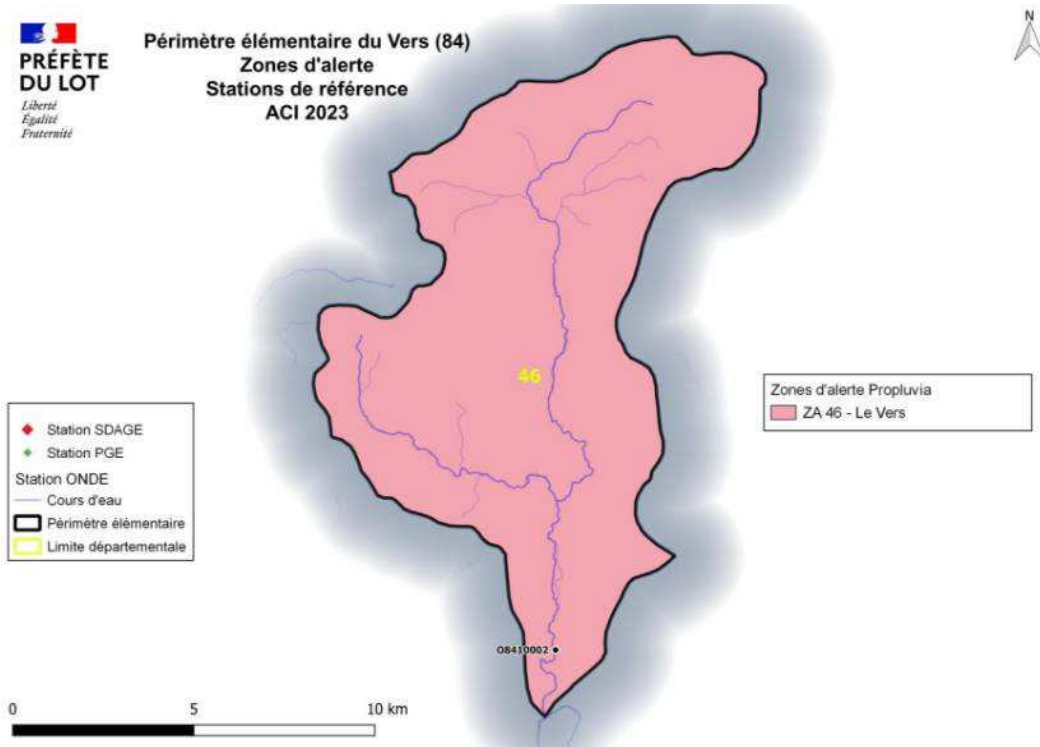 PRÉFÈTE
DU LOT
Liberté
Égalité
Fraternité
Périmètre élémentaire du Vers (84)
Zones d'alerte
Stations de référence
ACI 2023
N
46
Zones d'alerte Propluvia
ZA 46 - Le Vers
Station SDAGE
Station PGE
Station ONDE
Cours d'eau
Périmètre élémentaire
Limite départementale
O8410002
0 5 10 km